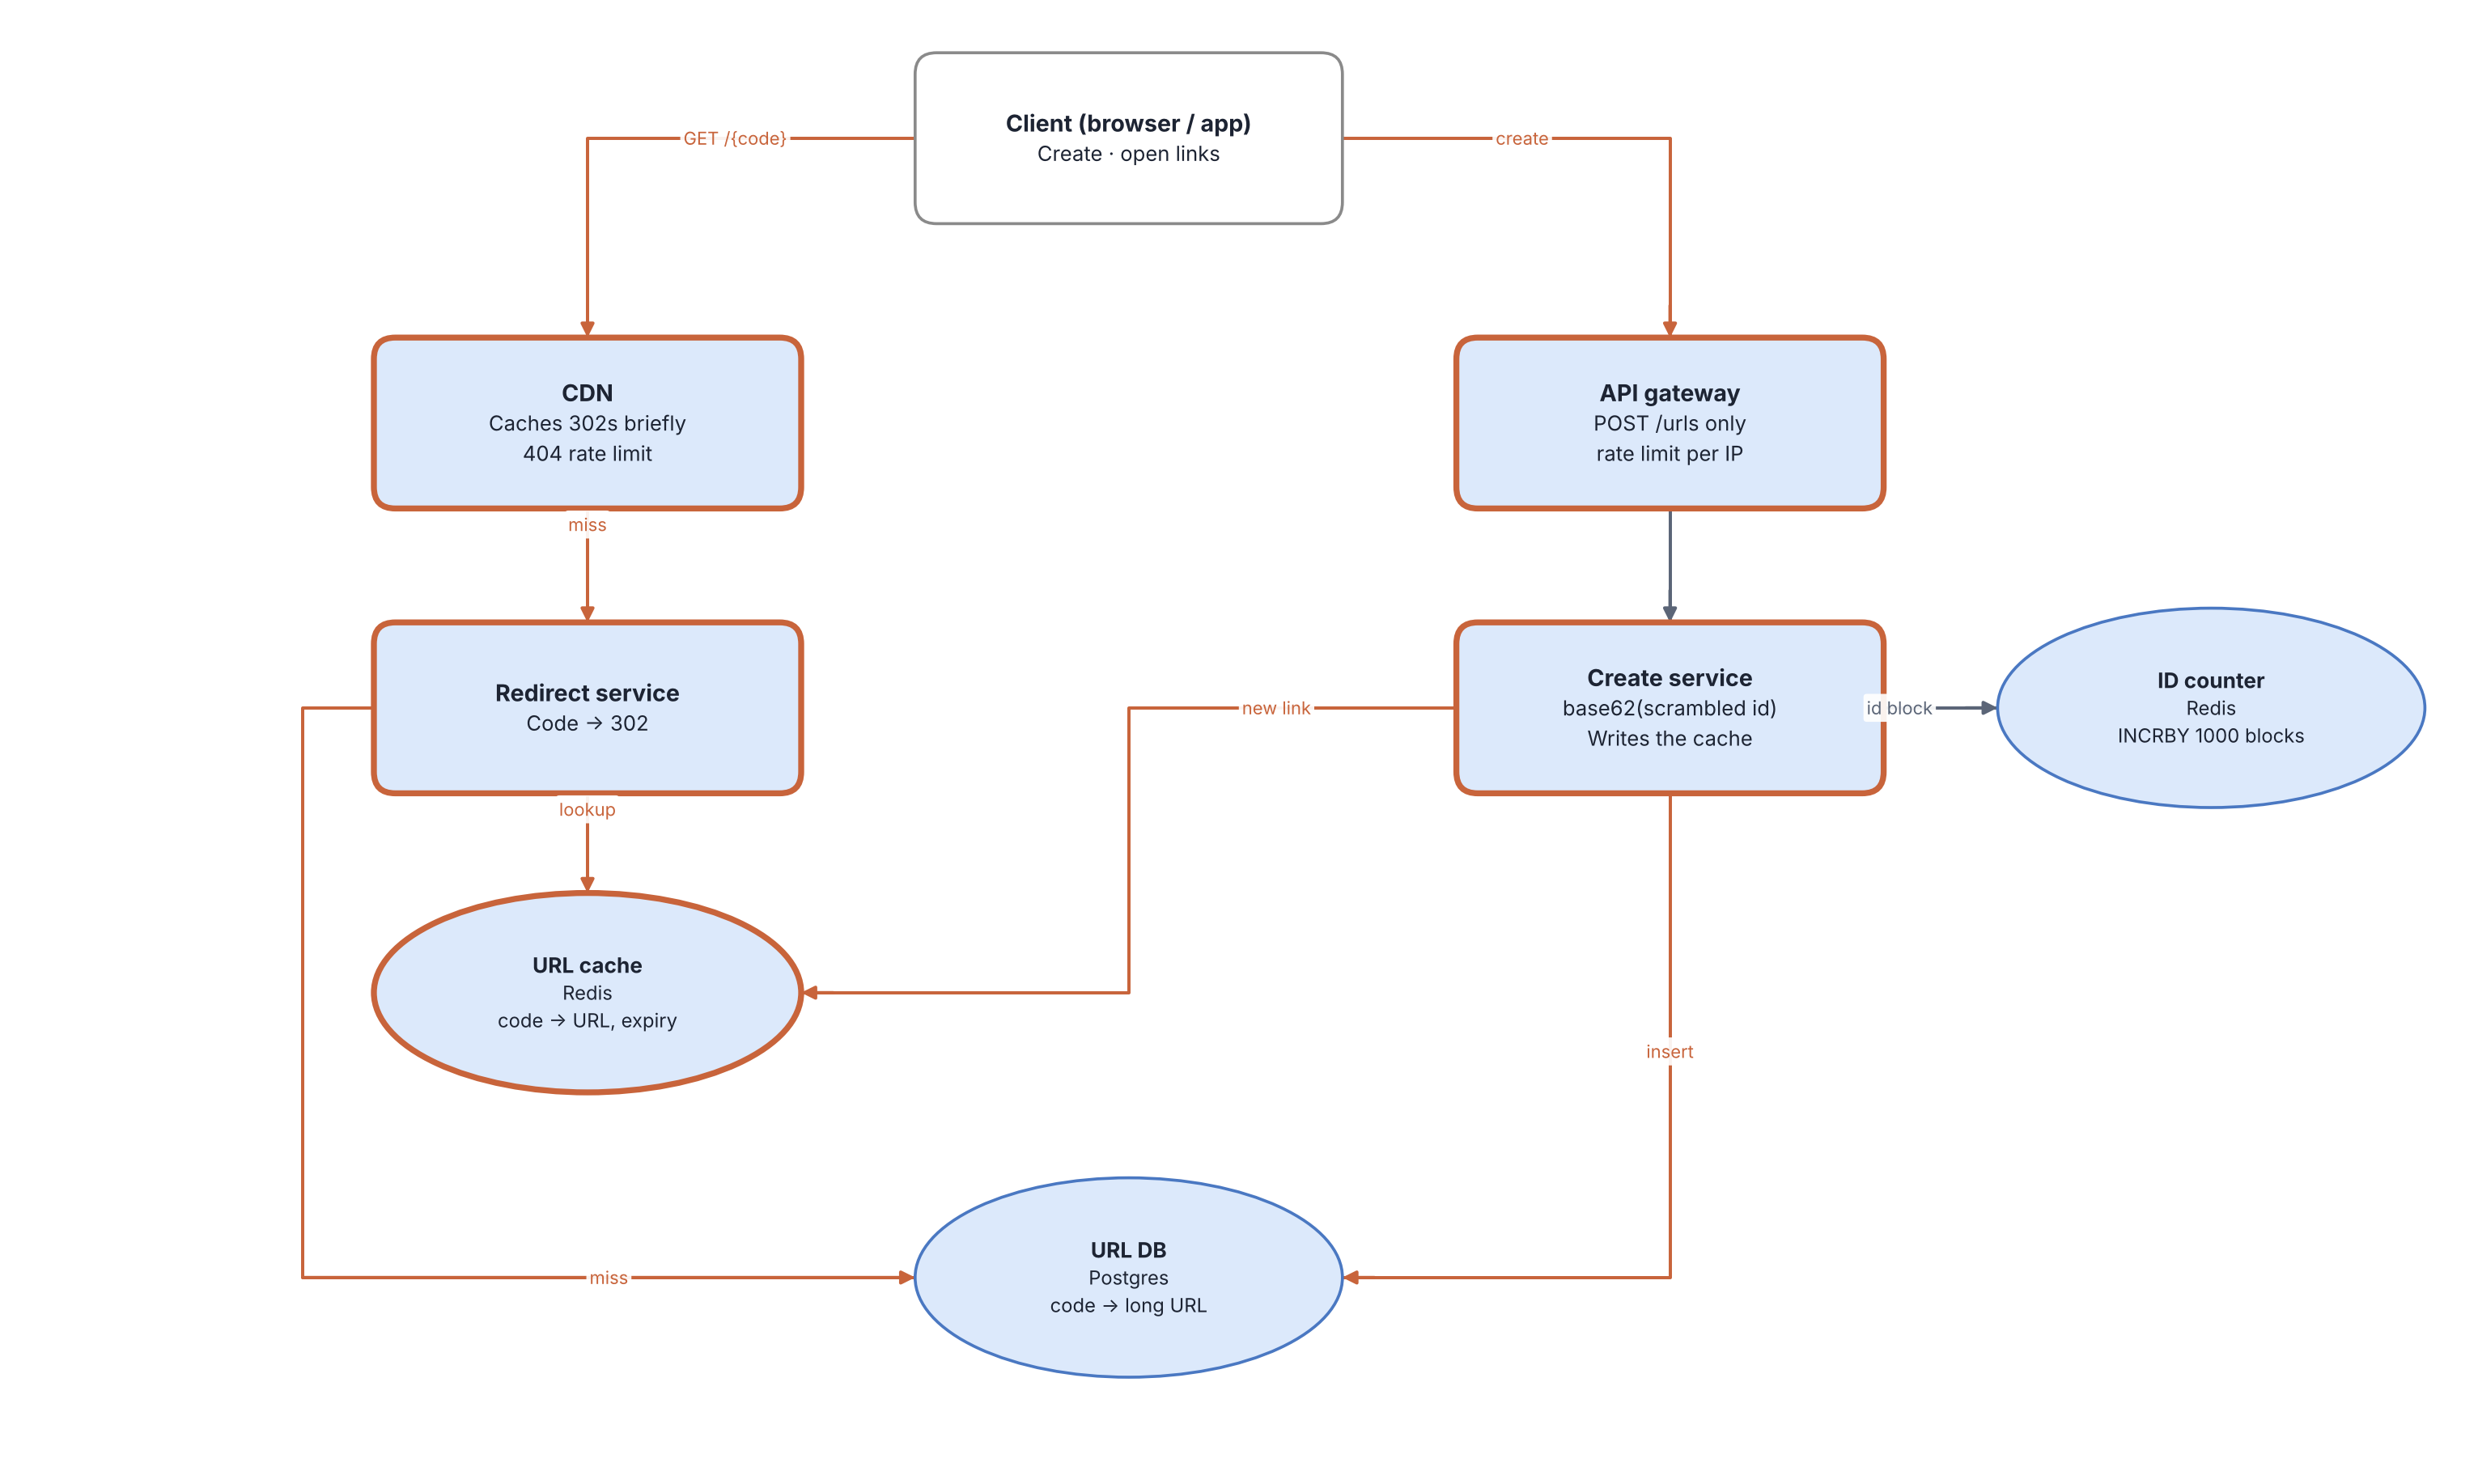 Client (browser / app)
Create · open links
GET /{code}
create
CDN
Caches 302s briefly
404 rate limit
API gateway
POST /urls only
rate limit per IP
miss
Redirect service
Code → 302
Create service
base62(scrambled id)
Writes the cache
new link
id block
ID counter
Redis
INCRBY 1000 blocks
lookup
URL cache
Redis
code → URL, expiry
insert
URL DB
Postgres
code → long URL
miss